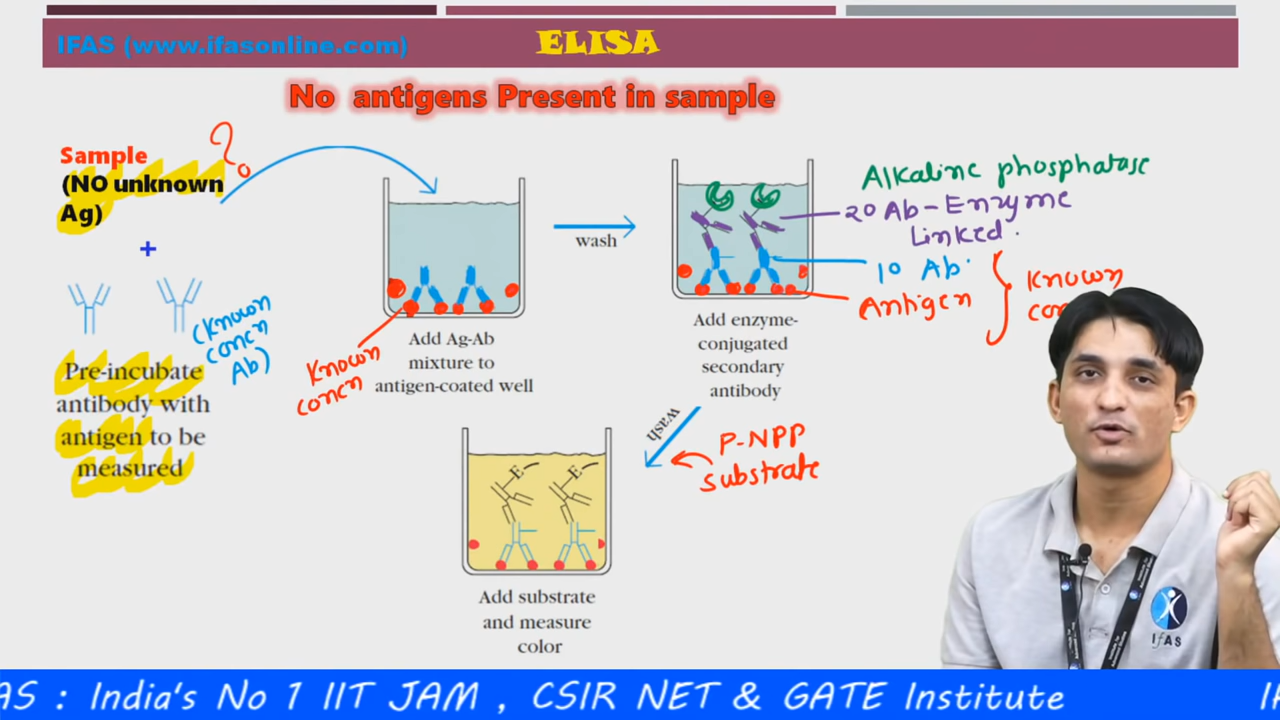 IFAS (www.ifasonline.com)
ELISA
No antigens Present in sample
Sample
(NO unknown
Ag)
?
+
(Known
concn
Ab)
Pre-incubate
antibody with
antigen to be
measured
Known
concn
Add Ag-Ab
mixture to
antigen-coated well
wash
Alkaline phosphatase
20 Ab-Enzyme
Linked.
10 Ab.
Antigen
Known
Add enzyme-
conjugated
secondary
antibody
wash
P-NPP
substrate
E
E
Add substrate
and measure
color
IFAS
AS : India's No 1 IIT JAM , CSIR NET & GATE Institute